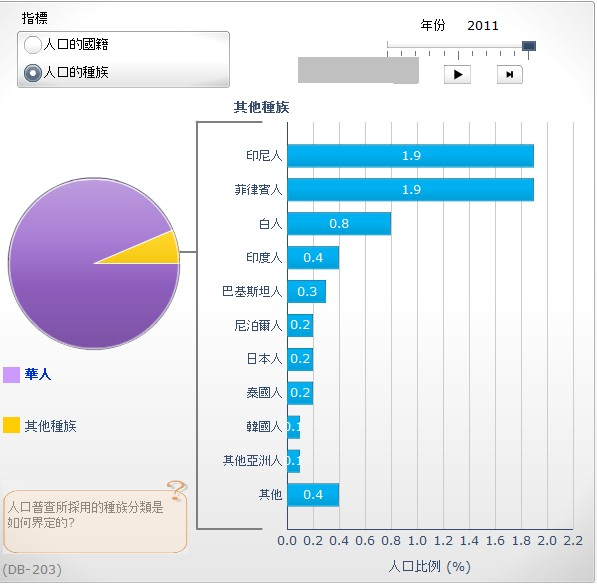 指標
人口的國籍
人口的種族
年份 2011
其他種族
印尼人 1.9
菲律賓人 1.9
白人 0.8
印度人 0.4
巴基斯坦人 0.3
尼泊爾人 0.2
日本人 0.2
泰國人 0.2
韓國人 0.1
其他亞洲人 0.1
其他 0.4
0.0 0.2 0.4 0.6 0.8 1.0 1.2 1.4 1.6 1.8 2.0 2.2
人口比例 (%)
華人
其他種族
?
人口普查所採用的種族分類是
如何界定的?
(DB-203)